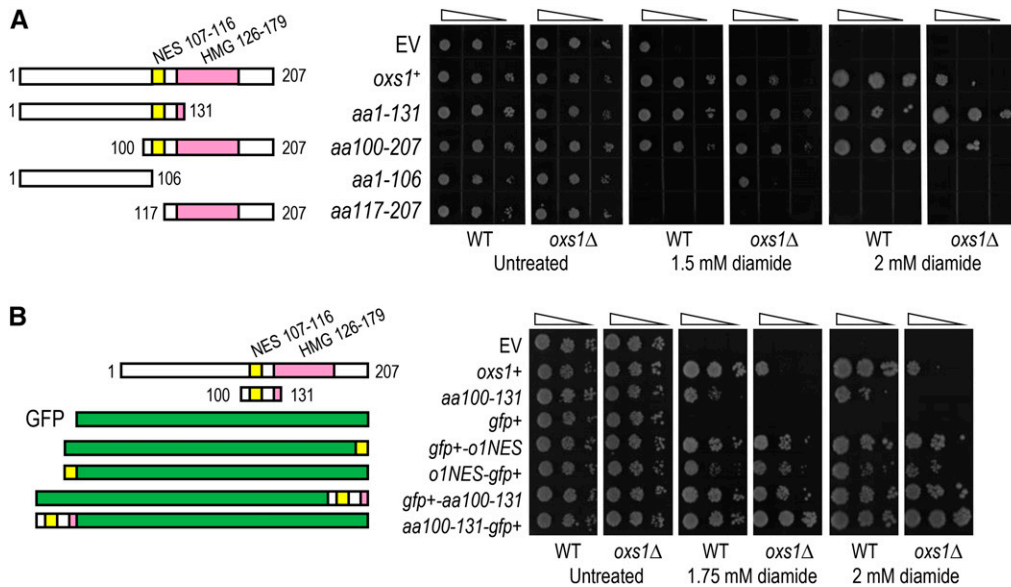 A
NES 107-116
HMG 126-179
1 207
1 131
100 207
1 106
117 207
EV
oxs1+
aa1-131
aa100-207
aa1-106
aa117-207
WT oxs1Δ WT oxs1Δ WT oxs1Δ
Untreated 1.5 mM diamide 2 mM diamide
B
NES 107-116
HMG 126-179
1 207
100 131
GFP
EV
oxs1+
aa100-131
gfp+
gfp+-o1NES
o1NES-gfp+
gfp+-aa100-131
aa100-131-gfp+
WT oxs1Δ WT oxs1Δ WT oxs1Δ
Untreated 1.75 mM diamide 2 mM diamide